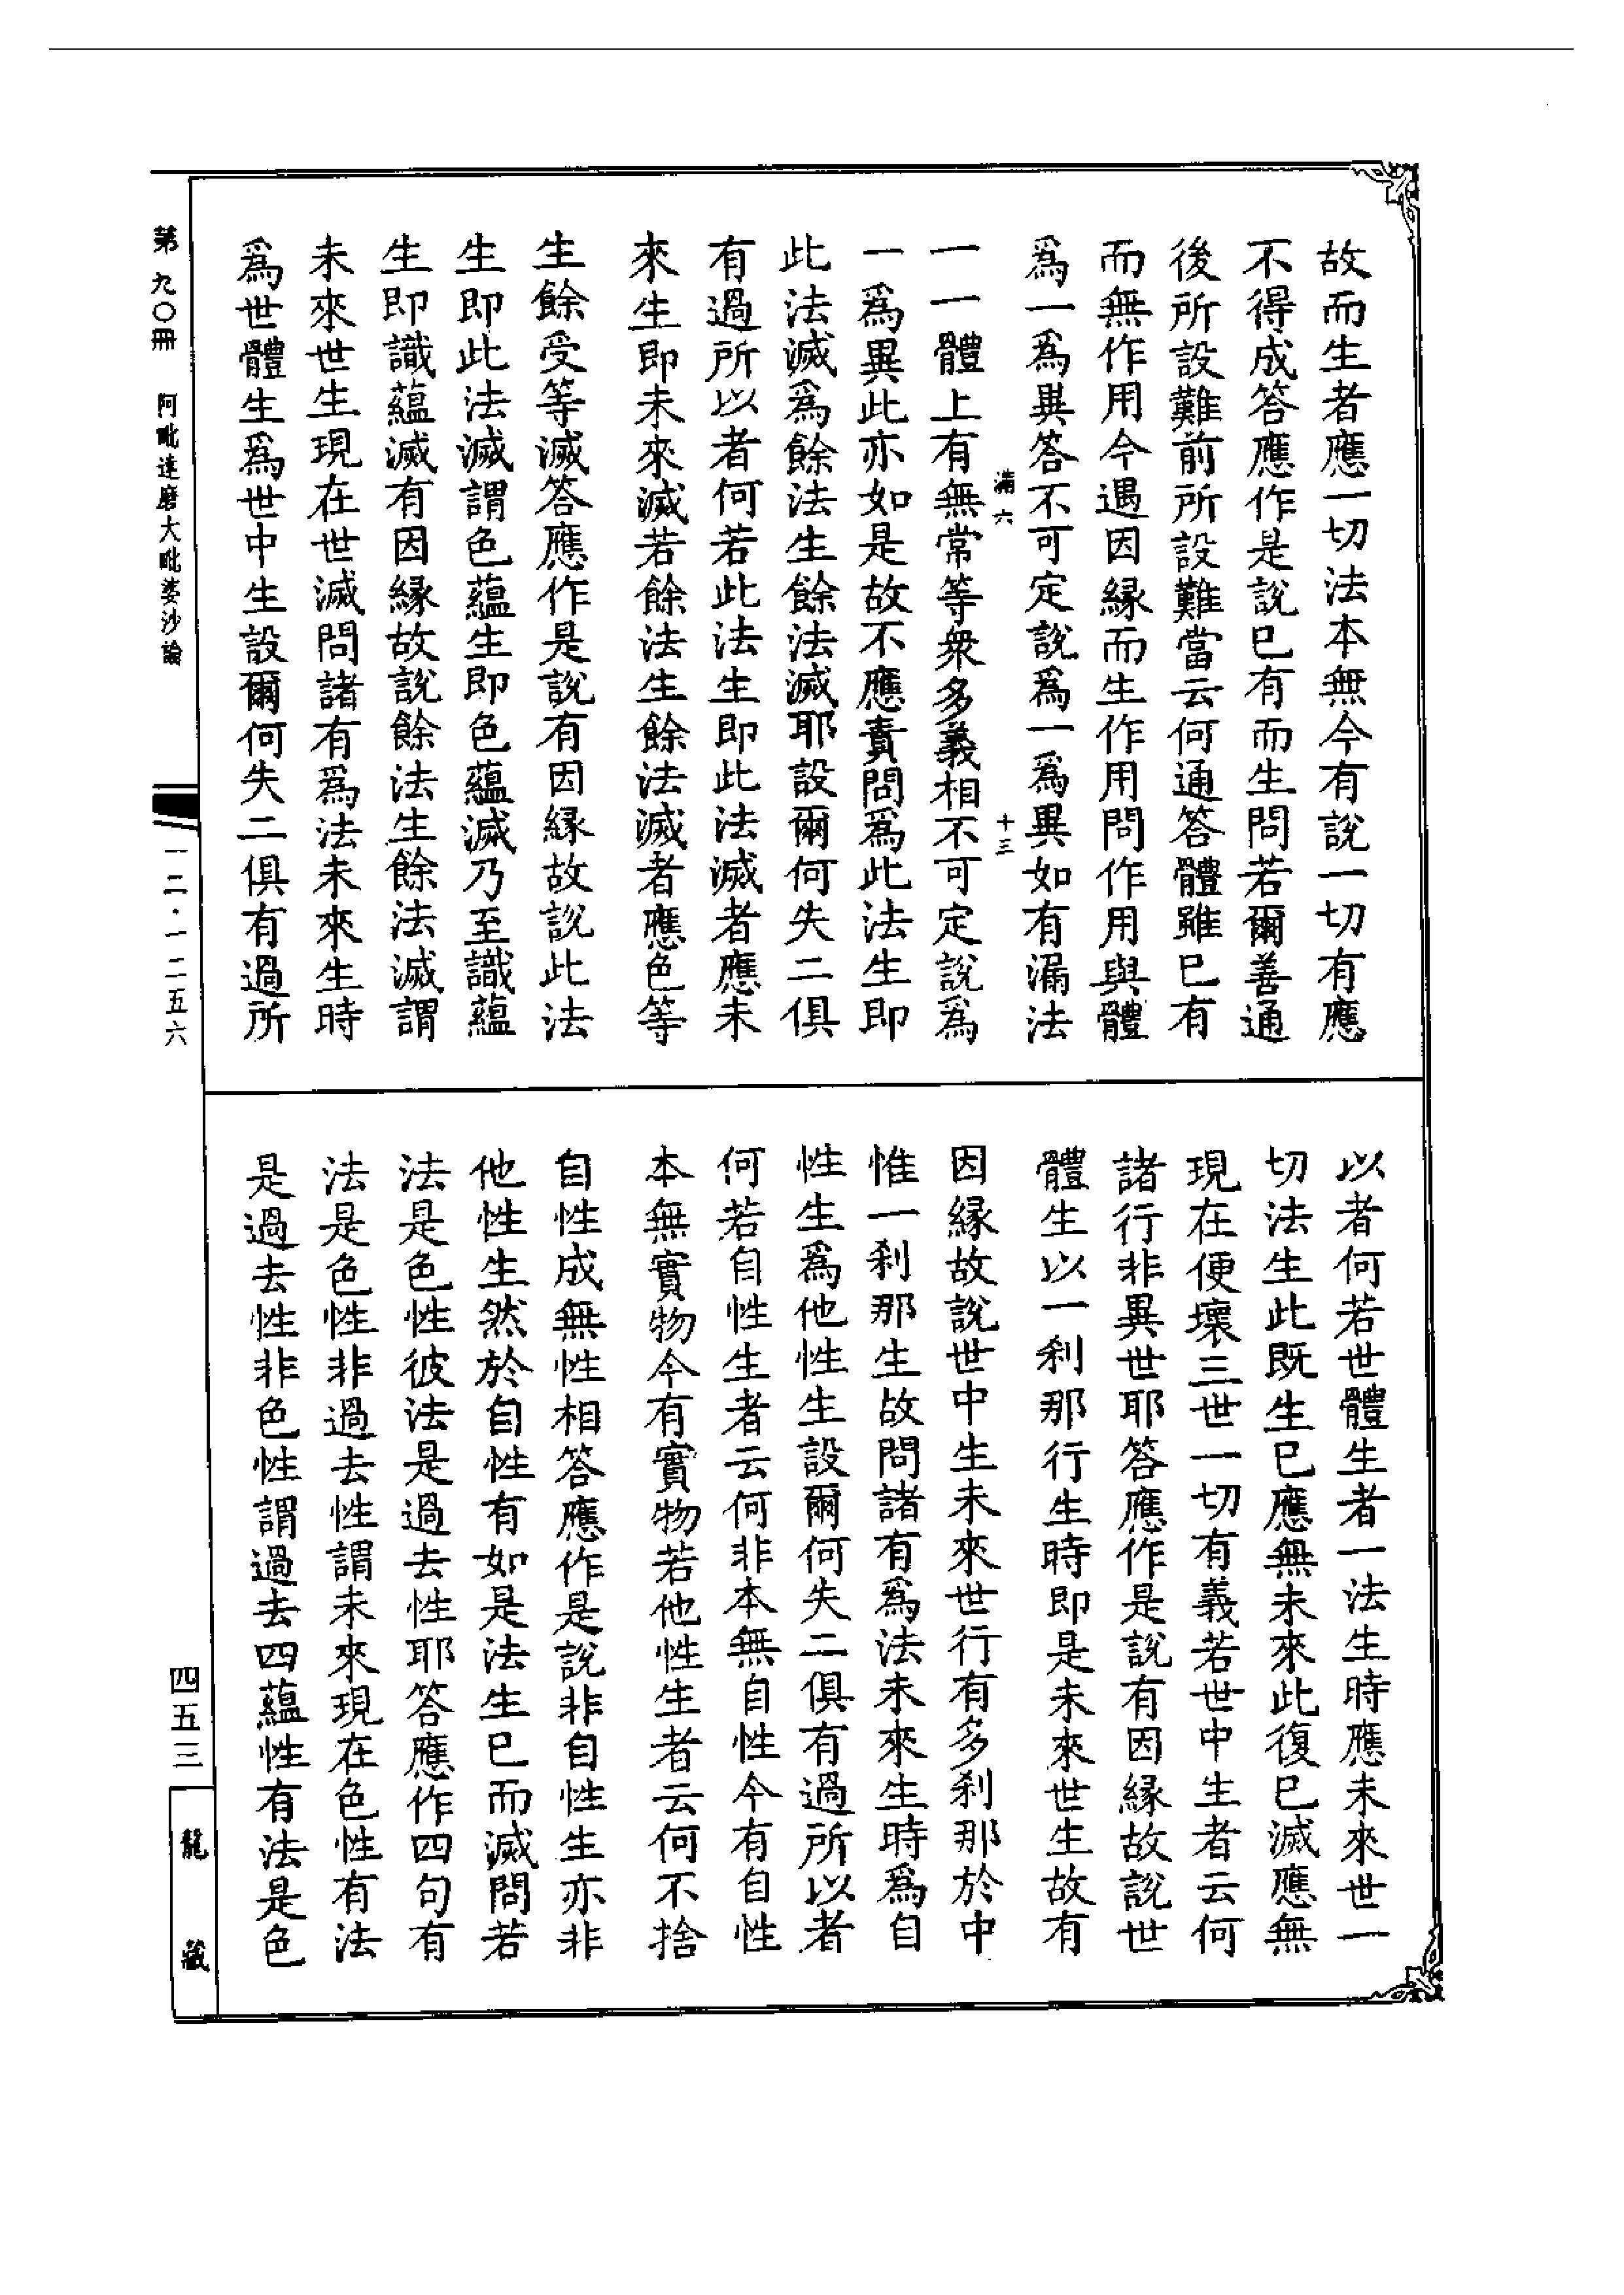 故而生者應一切法本無今有說一切有應
不得成答應作是說已有而生問若爾善通
後所設難前所設難當云何通答體雖已有
而無作用今遇因緣而生作用問作用與體
爲一爲異答不可定說爲一爲異如有漏法
滿六 十三
一一體上有無常等衆多義相不可定說爲
一爲異此亦如是故不應責問爲此法生即
此法滅爲餘法生餘法滅耶設爾何失二俱
有過所以者何若此法生即此法滅者應未
來生即未來滅若餘法生餘法滅者應色等
生餘受等滅答應作是說有因緣故說此法
生即此法滅謂色蘊生即色蘊滅乃至識蘊
生即識蘊滅有因緣故說餘法生餘法滅謂
未來世生現在世滅問諸有爲法未來生時
爲世體生爲世中生設爾何失二俱有過所
以者何若世體生者一法生時應未來世一
切法生此既生已應無未來此復已滅應無
現在便壞三世一切有義若世中生者云何
諸行非異世耶答應作是說有因緣故說世
體生以一刹那行生時即是未來世生故有
因緣故說世中生未來世行有多刹那於中
惟一刹那生故問諸有爲法未來生時爲自
性生爲他性生設爾何失二俱有過所以者
何若自性生者云何非本無自性今有自性
本無實物今有實物若他性生者云何不捨
自性成無性相答應作是說非自性生亦非
他性生然於自性有如是法生已而滅問若
法是色性彼法是過去性耶答應作四句有
法是色性非過去性謂未來現在色性有法
是過去性非色性謂過去四蘊性有法是色
第九〇冊 阿毗達磨大毗婆沙論
一二·一二五六
四五三
龍藏